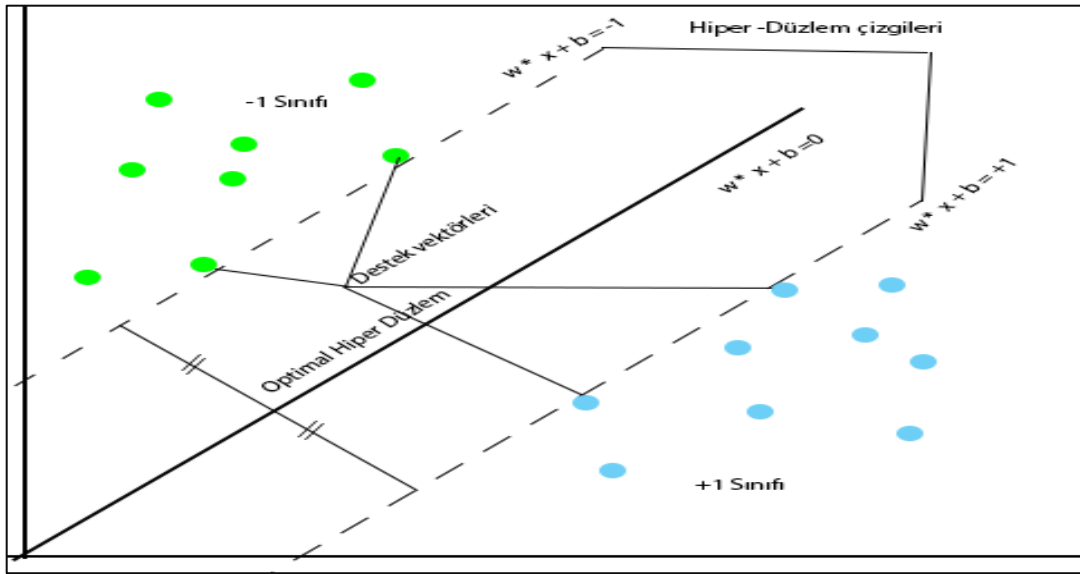 Hiper -Düzlem çizgileri
w* x + b =-1
-1 Sınıfı
w* x + b =0
w* x + b =+1
Destek vektörleri
Optimal Hiper Düzlem
+1 Sınıfı